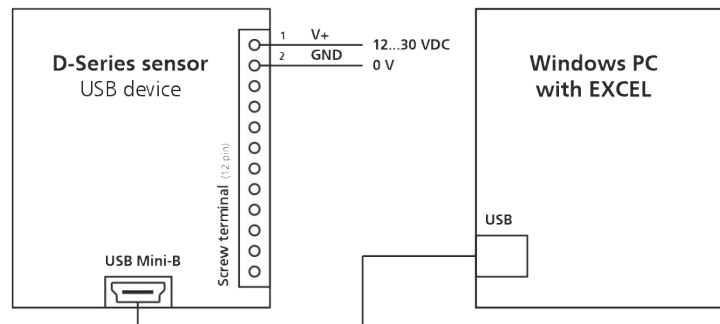 1 V+
12...30 VDC
2 GND
0 V
D-Series sensor
USB device
Screw terminal (12 pin)
USB Mini-B
Windows PC
with EXCEL
USB